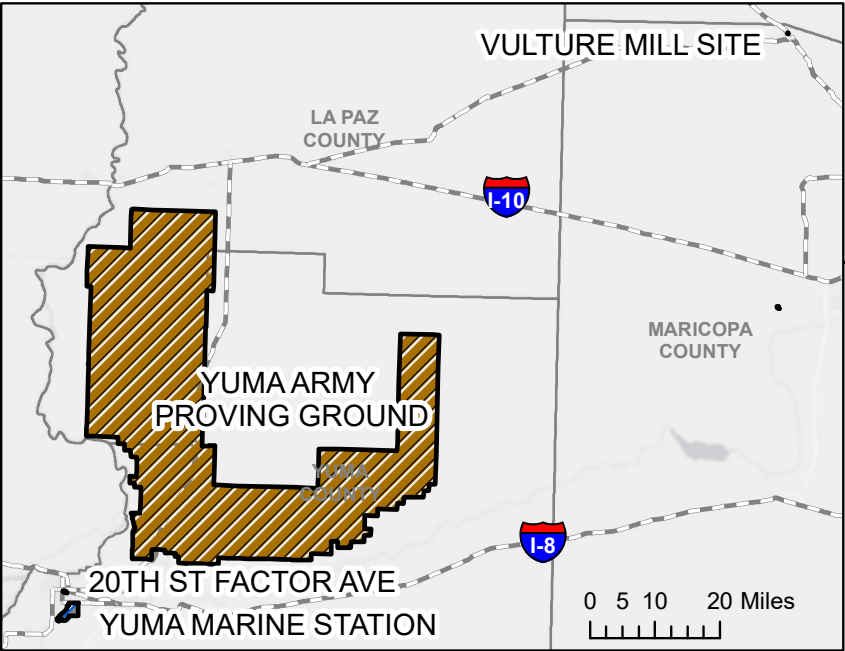 VULTURE MILL SITE
LA PAZ
COUNTY
I-10
MARICOPA
COUNTY
YUMA ARMY
PROVING GROUND
YUMA
COUNTY
I-8
20TH ST FACTOR AVE
YUMA MARINE STATION
0 5 10 20 Miles